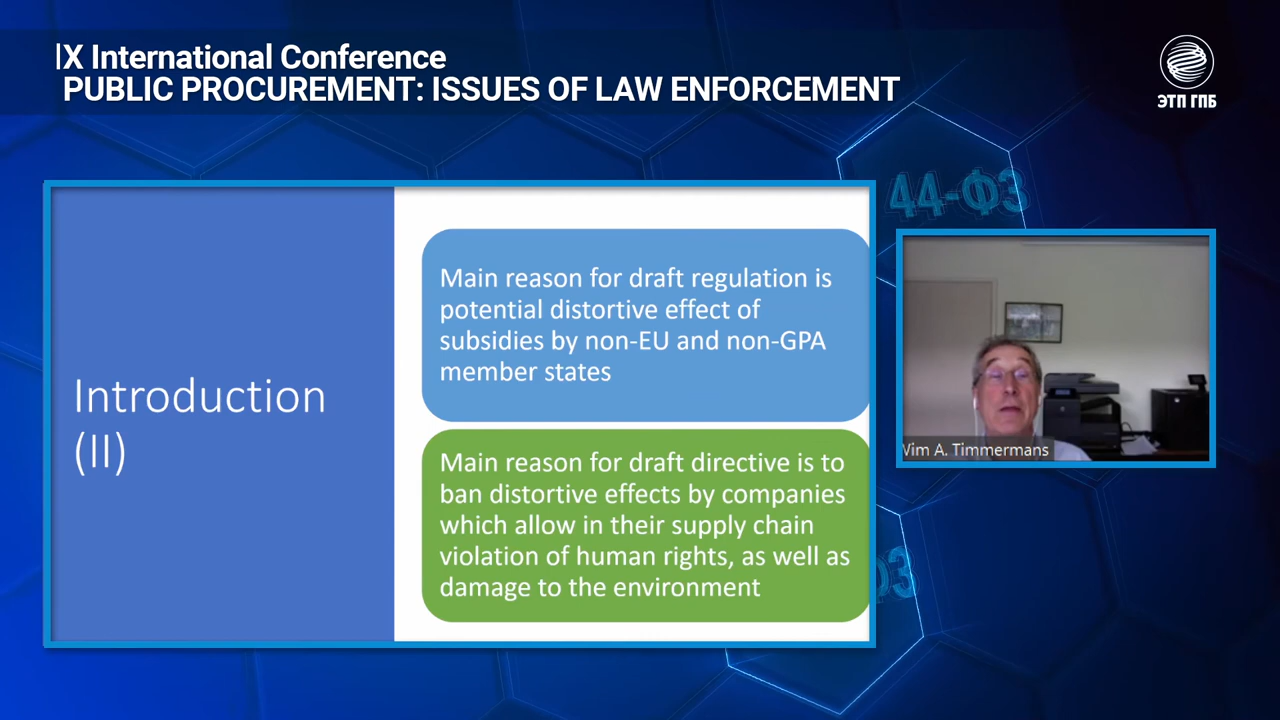 IX International Conference
PUBLIC PROCUREMENT: ISSUES OF LAW ENFORCEMENT
ЭТП ГПБ
44-ФЗ
Introduction
(II)
Main reason for draft regulation is
potential distortive effect of
subsidies by non-EU and non-GPA
member states
Main reason for draft directive is to
ban distortive effects by companies
which allow in their supply chain
violation of human rights, as well as
damage to the environment
Wim A. Timmermans
ФЗ